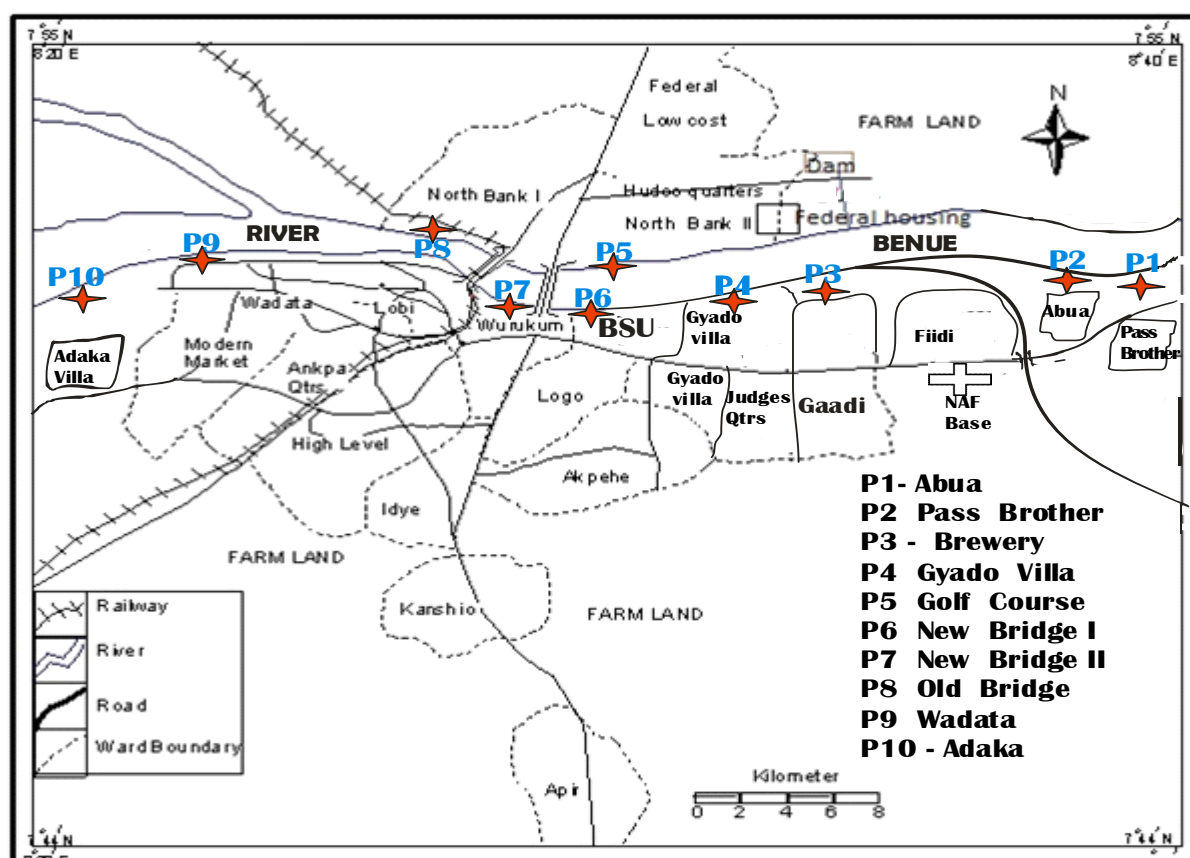 7°55'N
8°20'E
7°55'N
8°40'E
N
Federal
Low cost
FARM LAND
Dam
North Bank I
Hudco quarters
North Bank II
Federal housing
RIVER
BENUE
P8
P9
P10
P5
P7
P6
P4
P3
P2
P1
Wadata
Lobi
Wurukum
BSU
Gyado
villa
Fiidi
Abua
Pass
Brother
Adaka
Villa
Modern
Market
Ankpa
Qtrs
Logo
Gyado
villa
Judges
Qtrs
Gaadi
NAF
Base
High Level
Akpehe
Idye
FARM LAND
Kanshio
FARM LAND
Apir
P1- Abua
P2 Pass Brother
P3 - Brewery
P4 Gyado Villa
P5 Golf Course
P6 New Bridge I
P7 New Bridge II
P8 Old Bridge
P9 Wadata
P10 - Adaka
Railway
River
Road
Ward Boundary
Kilometer
0 2 4 6 8
7°44'N
7°44'N